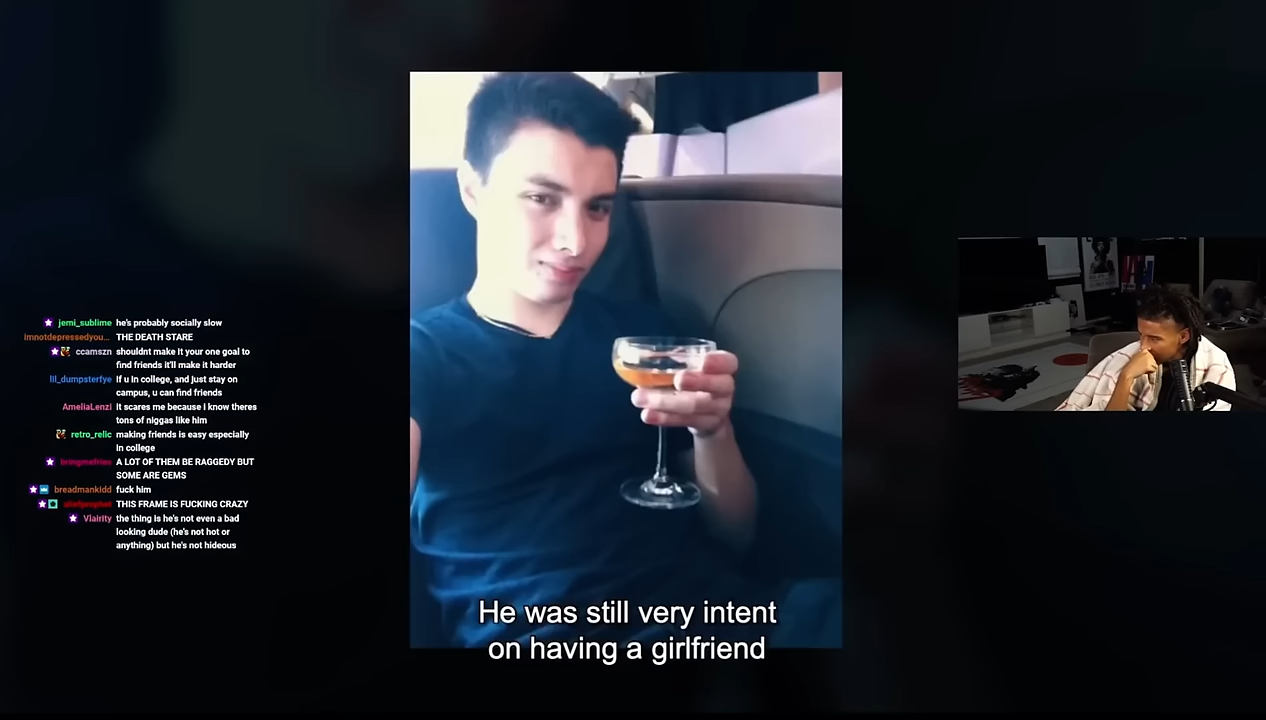 jemi_sublime he's probably socially slow
imnotdepressedyou... THE DEATH STARE
ccamszn shouldnt make it your one goal to
find friends it'll make it harder
lil_dumpsterfye If u in college, and just stay on
campus, u can find friends
AmeliaLenzi It scares me because I know theres
tons of niggas like him
retro_relic making friends is easy especially
in college
A LOT OF THEM BE RAGGEDY BUT
SOME ARE GEMS
breadmankidd fuck him
THIS FRAME IS FUCKING CRAZY
Vlairity the thing is he's not even a bad
looking dude (he's not hot or
anything) but he's not hideous
He was still very intent
on having a girlfriend